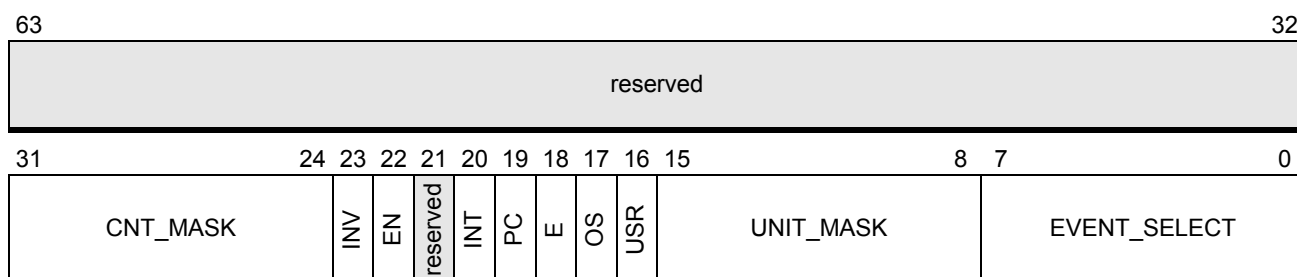 63 32
reserved
31 24 23 22 21 20 19 18 17 16 15 8 7 0
CNT_MASK INV EN reserved INT PC E OS USR UNIT_MASK EVENT_SELECT